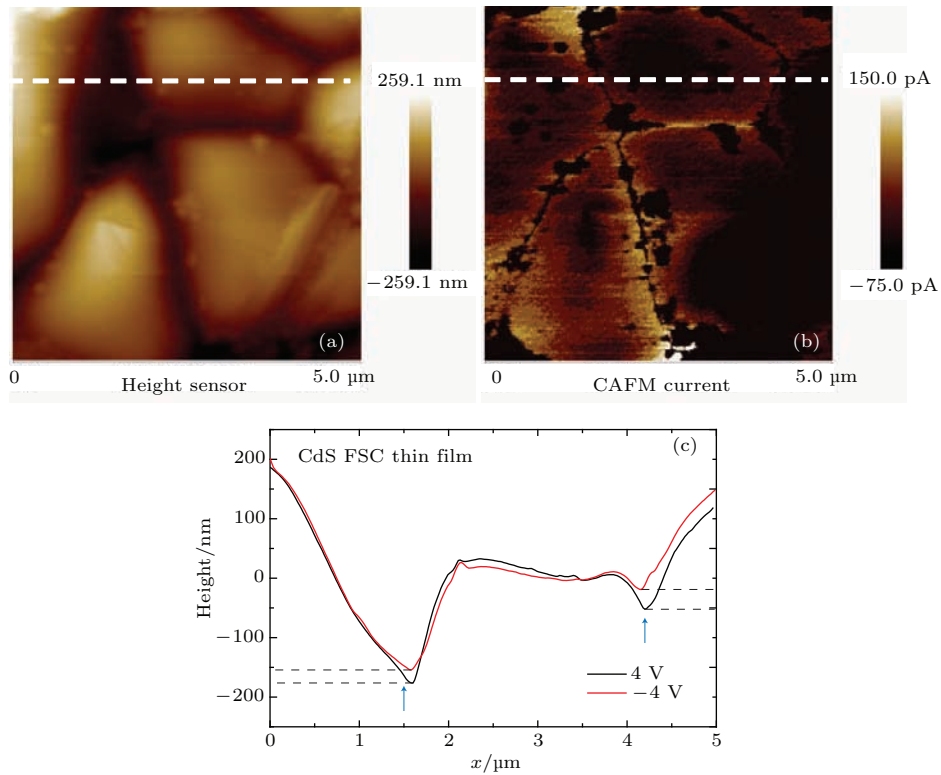 259.1 nm
−259.1 nm
(a)
0
5.0 µm
Height sensor
150.0 pA
−75.0 pA
(b)
0
5.0 µm
CAFM current
(c)
CdS FSC thin film
200
100
0
−100
−200
Height/nm
4 V
−4 V
0
1
2
3
4
5
x/µm